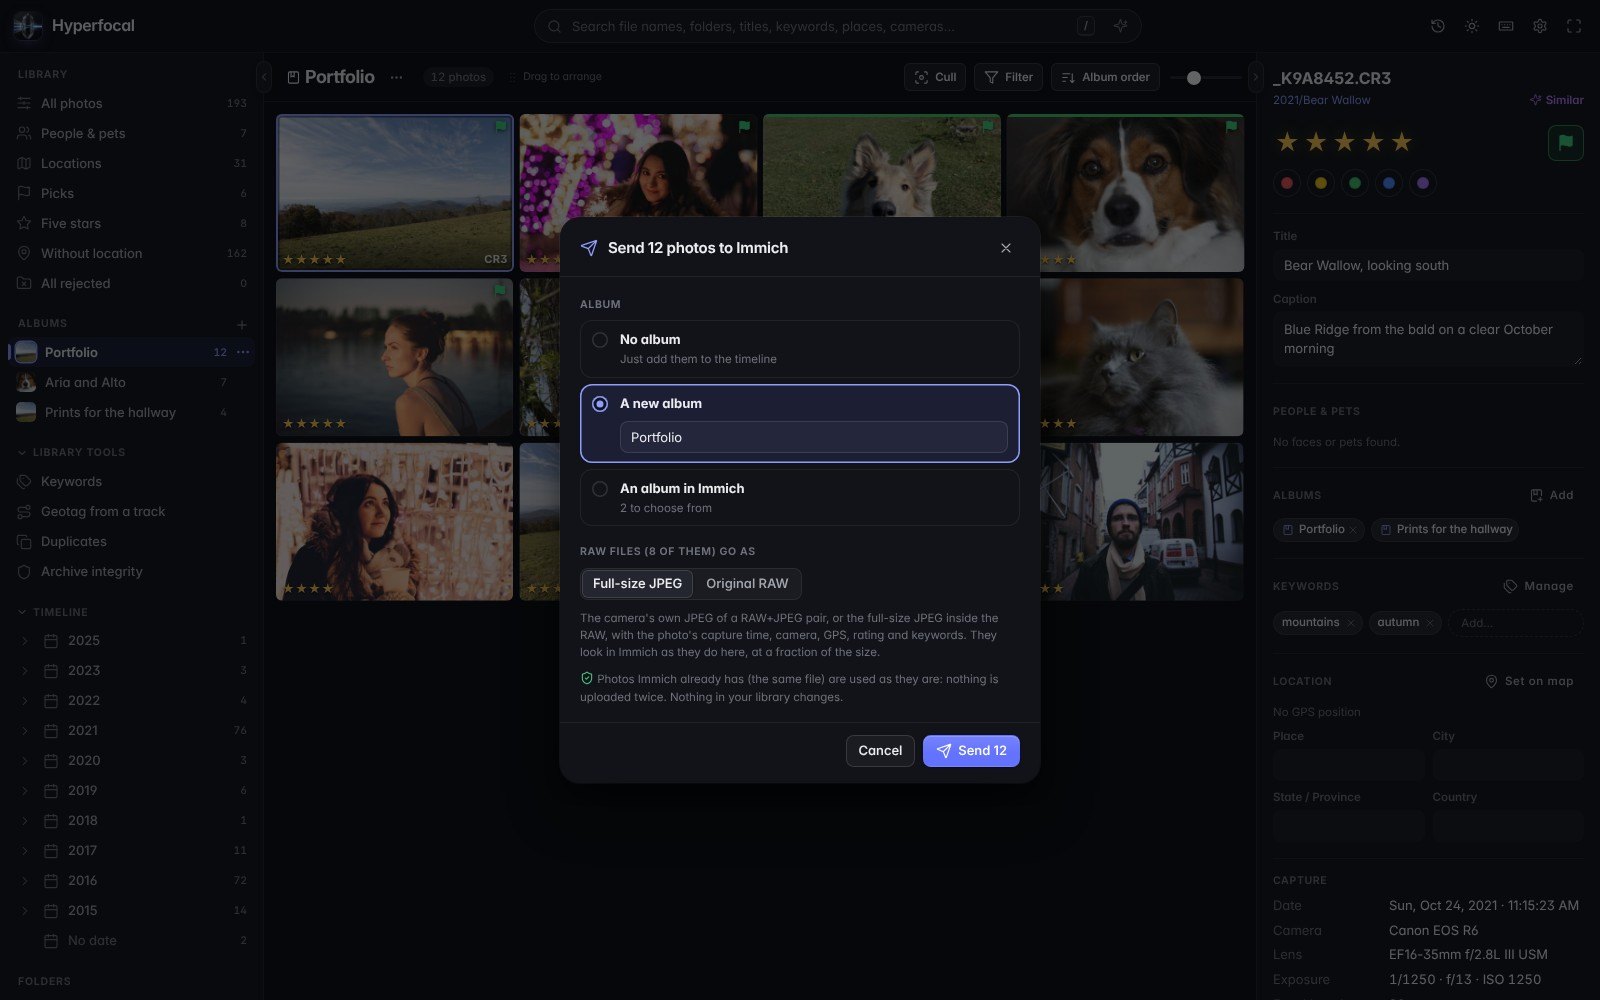 Hyperfocal
Search file names, folders, titles, keywords, places, cameras...
/
LIBRARY
All photos 193
People & pets 7
Locations 31
Picks 6
Five stars 8
Without location 162
All rejected 0
ALBUMS
Portfolio 12
Aria and Alto 7
Prints for the hallway 4
LIBRARY TOOLS
Keywords
Geotag from a track
Duplicates
Archive integrity
TIMELINE
2025 1
2023 3
2022 4
2021 76
2020 3
2019 6
2018 1
2017 11
2016 72
2015 14
No date 2
FOLDERS
Portfolio
12 photos
Drag to arrange
Cull
Filter
Album order
CR3
Send 12 photos to Immich
ALBUM
No album
Just add them to the timeline
A new album
Portfolio
An album in Immich
2 to choose from
RAW FILES (8 OF THEM) GO AS
Full-size JPEG
Original RAW
The camera's own JPEG of a RAW+JPEG pair, or the full-size JPEG inside the
RAW, with the photo's capture time, camera, GPS, rating and keywords. They
look in Immich as they do here, at a fraction of the size.
Photos Immich already has (the same file) are used as they are: nothing is
uploaded twice. Nothing in your library changes.
Cancel
Send 12
_K9A8452.CR3
2021/Bear Wallow
Similar
Title
Bear Wallow, looking south
Caption
Blue Ridge from the bald on a clear October
morning
PEOPLE & PETS
No faces or pets found.
ALBUMS
Add
Portfolio
Prints for the hallway
KEYWORDS
Manage
mountains
autumn
Add...
LOCATION
Set on map
No GPS position
Place
City
State / Province
Country
CAPTURE
Date Sun, Oct 24, 2021 · 11:15:23 AM
Camera Canon EOS R6
Lens EF16-35mm f/2.8L III USM
Exposure 1/1250 · f/13 · ISO 1250